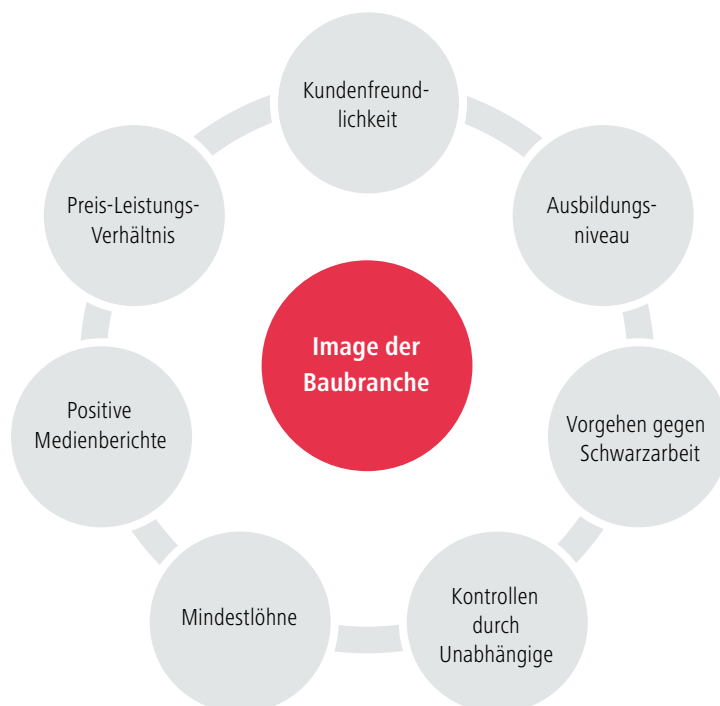 Kundenfreund-
lichkeit
Ausbildungs-
niveau
Vorgehen gegen
Schwarzarbeit
Kontrollen
durch
Unabhängige
Mindestlöhne
Positive
Medienberichte
Preis-Leistungs-
Verhältnis
Image der
Baubranche